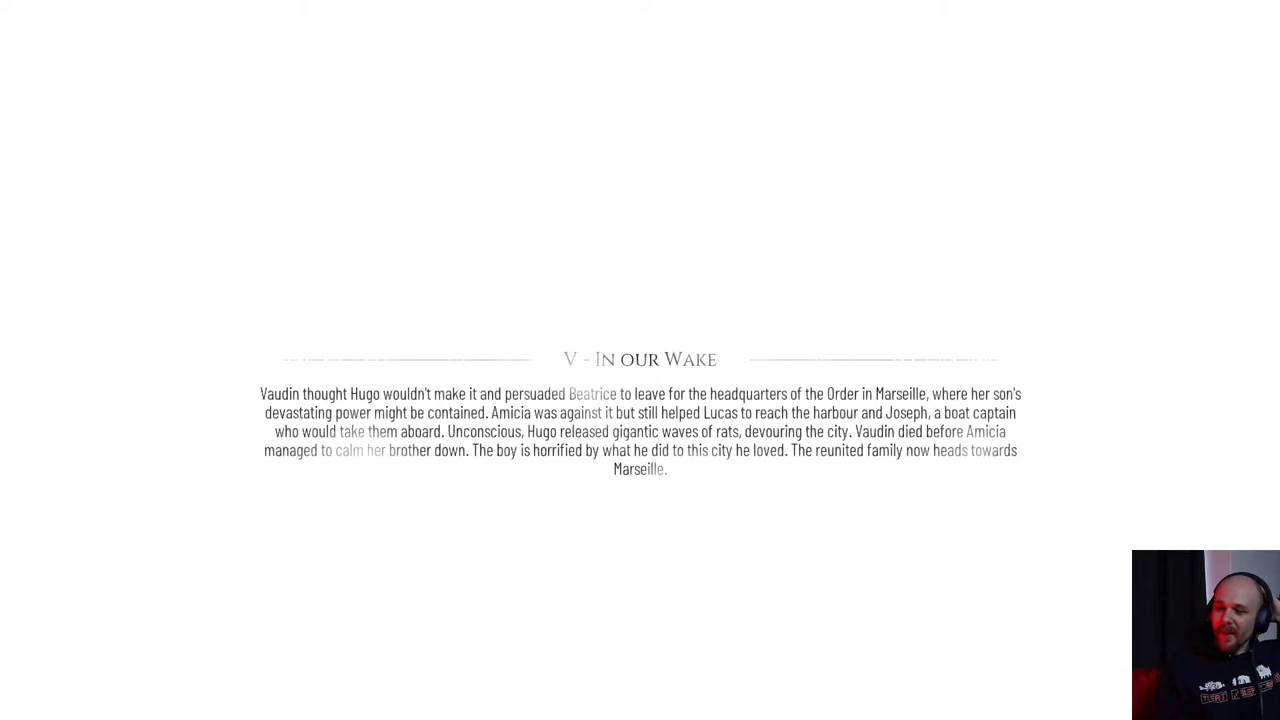 V - In our Wake
Vaudin thought Hugo wouldn't make it and persuaded Beatrice to leave for the headquarters of the Order in Marseille, where her son's
devastating power might be contained. Amicia was against it but still helped Lucas to reach the harbour and Joseph, a boat captain
who would take them aboard. Unconscious, Hugo released gigantic waves of rats, devouring the city. Vaudin died before Amicia
managed to calm her brother down. The boy is horrified by what he did to this city he loved. The reunited family now heads towards
Marseille.